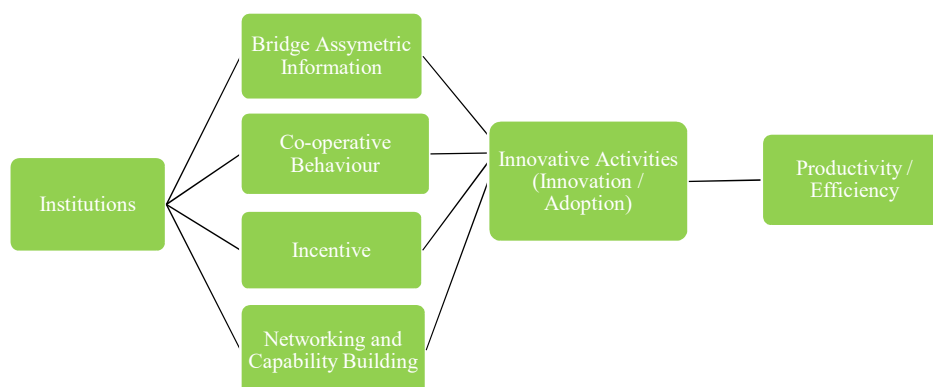 Institutions
Bridge Assymetric
Information
Co-operative
Behaviour
Incentive
Networking and
Capability Building
Innovative Activities
(Innovation /
Adoption)
Productivity /
Efficiency